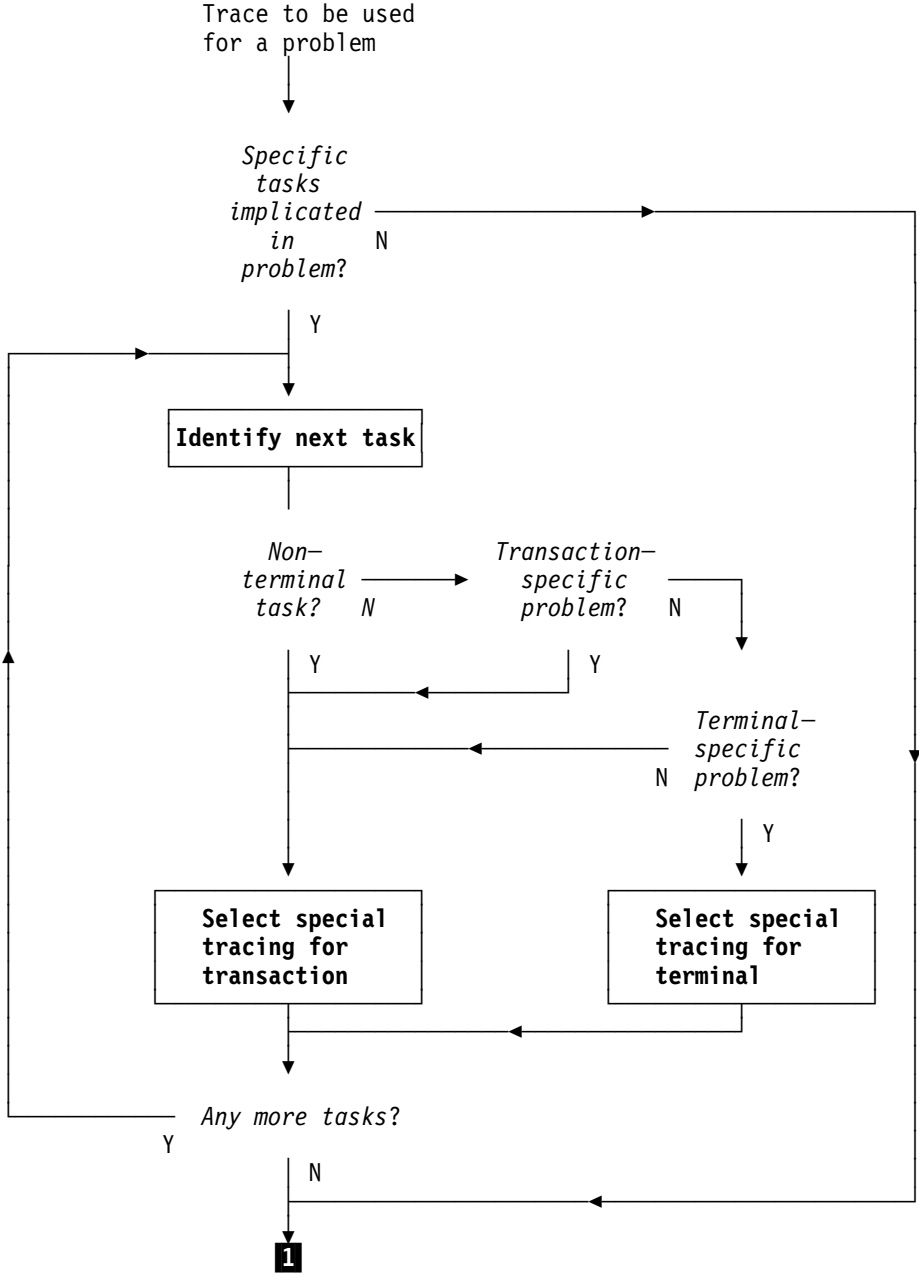 Trace to be used
for a problem
Specific
tasks
implicated
in
N
problem?
Y
Identify next task
Non—
terminal
task?
N
Transaction—
specific
problem?
N
Y
Y
Terminal—
specific
N
problem?
Y
Select special
tracing for
transaction
Select special
tracing for
terminal
Any more tasks?
Y
N
1